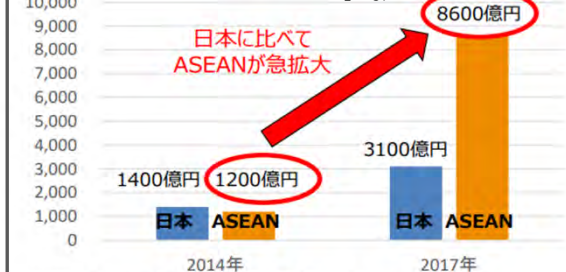 10,000
9,000
8,000
7,000
6,000
5,000
4,000
3,000
2,000
1,000
0
8600億円
日本に比べて
ASEANが急拡大
3100億円
1400億円
1200億円
日本 ASEAN
日本 ASEAN
2014年
2017年